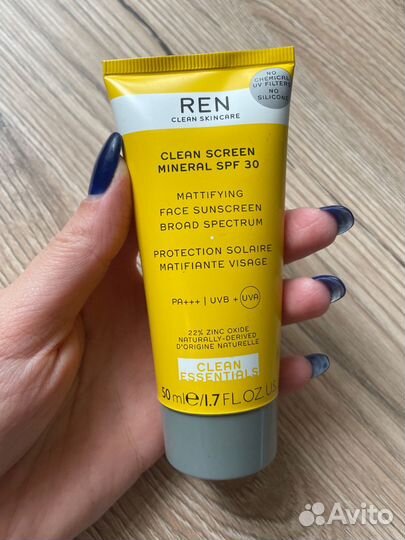 NO
CHEMICAL
UV FILTERS
NO
SILICONE
REN
CLEAN SKINCARE
CLEAN SCREEN
MINERAL SPF 30
MATTIFYING
FACE SUNSCREEN
BROAD SPECTRUM
PROTECTION SOLAIRE
MATIFIANTE VISAGE
PA+++ | UVB + UVA
22% ZINC OXIDE
NATURALLY-DERIVED
D'ORIGINE NATURELLE
CLEAN
ESSENTIALS
50 ml℮/1.7 FL.OZ.U.S
Avito